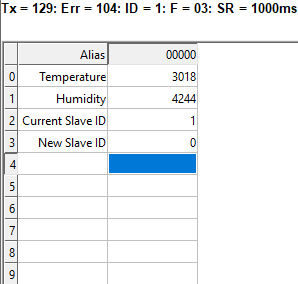 Tx = 129: Err = 104: ID = 1: F = 03: SR = 1000ms
Alias 00000
0 Temperature 3018
1 Humidity 4244
2 Current Slave ID 1
3 New Slave ID 0
4
5
6
7
8
9